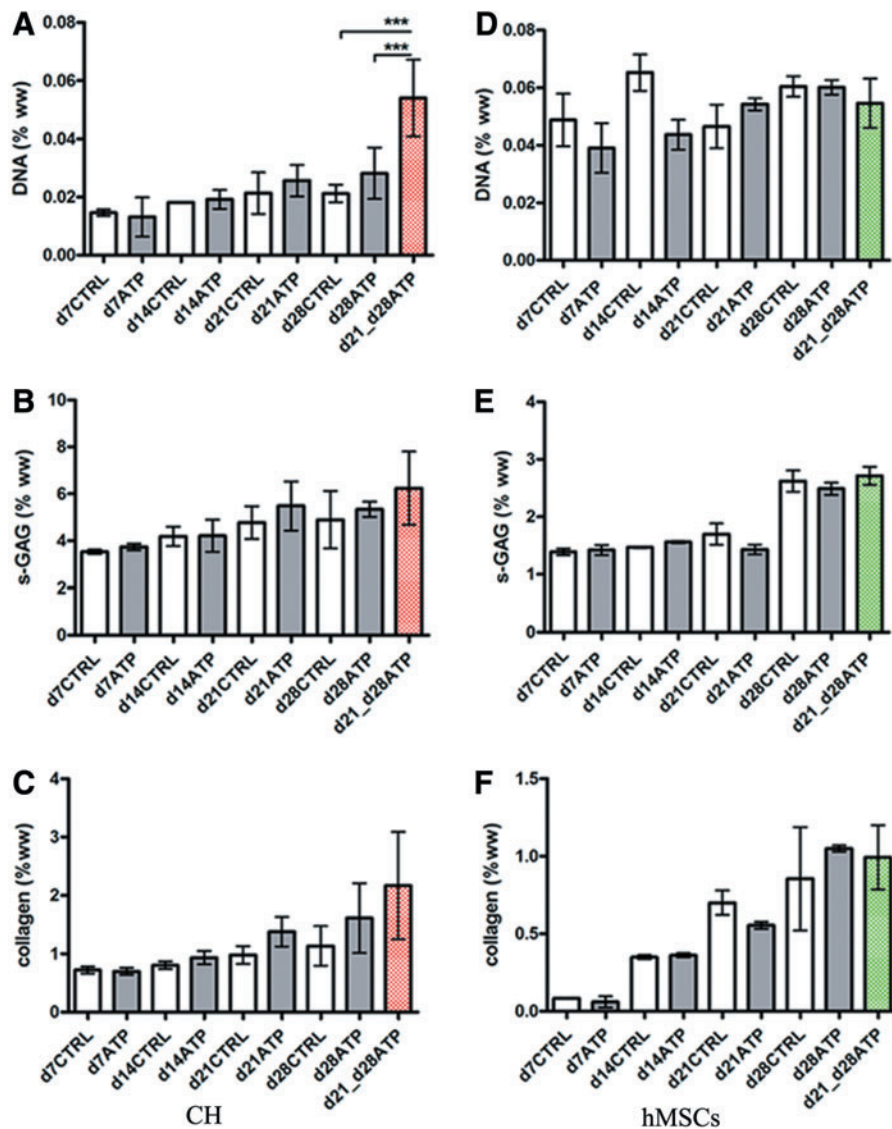 A
DNA (% ww)
0.08
0.06
0.04
0.02
0.00
***
***
d7CTRL
d7ATP
d14CTRL
d14ATP
d21CTRL
d21ATP
d28CTRL
d28ATP
d21_d28ATP
D
DNA (% ww)
0.08
0.06
0.04
0.02
0.00
d7CTRL
d7ATP
d14CTRL
d14ATP
d21CTRL
d21ATP
d28CTRL
d28ATP
d21_d28ATP
B
s-GAG (% ww)
10
8
6
4
2
0
d7CTRL
d7ATP
d14CTRL
d14ATP
d21CTRL
d21ATP
d28CTRL
d28ATP
d21_d28ATP
E
s-GAG (% ww)
4
3
2
1
0
d7CTRL
d7ATP
d14CTRL
d14ATP
d21CTRL
d21ATP
d28CTRL
d28ATP
d21_d28ATP
C
collagen (%ww)
4
3
2
1
0
d7CTRL
d7ATP
d14CTRL
d14ATP
d21CTRL
d21ATP
d28CTRL
d28ATP
d21_d28ATP
CH
F
collagen (%ww)
1.5
1.0
0.5
0.0
d7CTRL
d7ATP
d14CTRL
d14ATP
d21CTRL
d21ATP
d28CTRL
d28ATP
d21_d28ATP
hMSCs